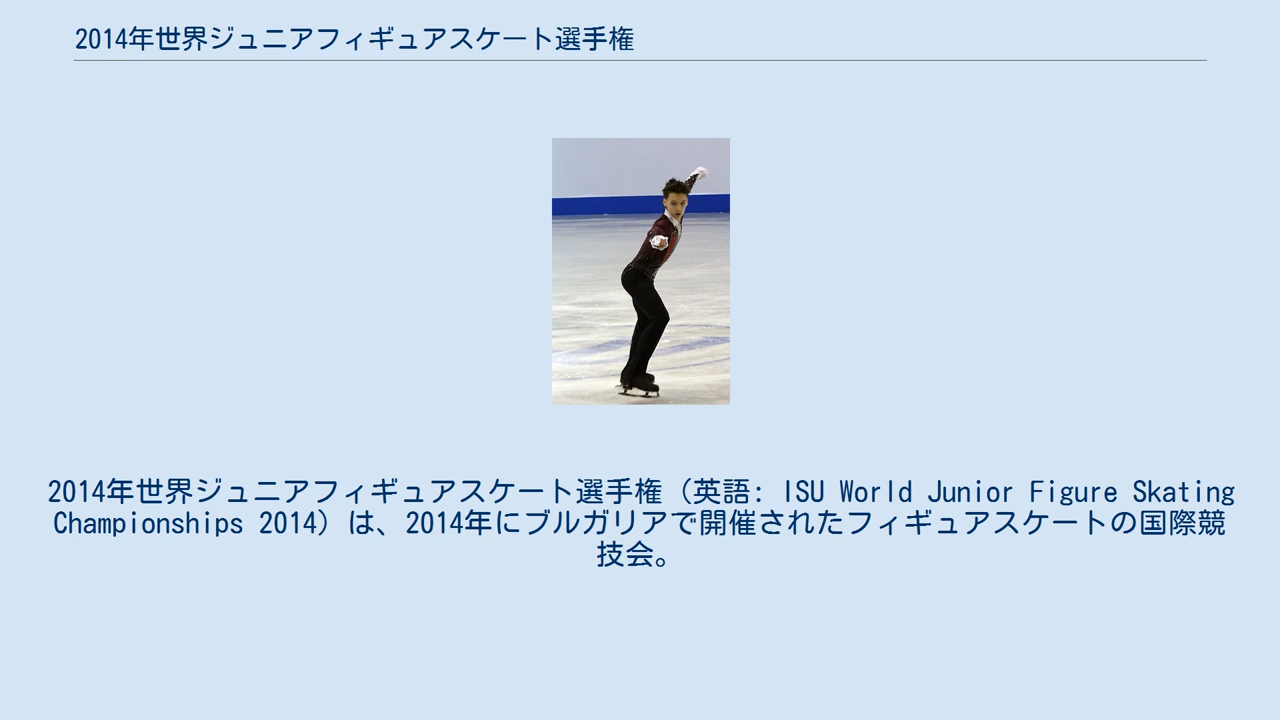 2014年世界ジュニアフィギュアスケート選手権
2014年世界ジュニアフィギュアスケート選手権（英語: ISU World Junior Figure Skating
Championships 2014）は、2014年にブルガリアで開催されたフィギュアスケートの国際競
技会。